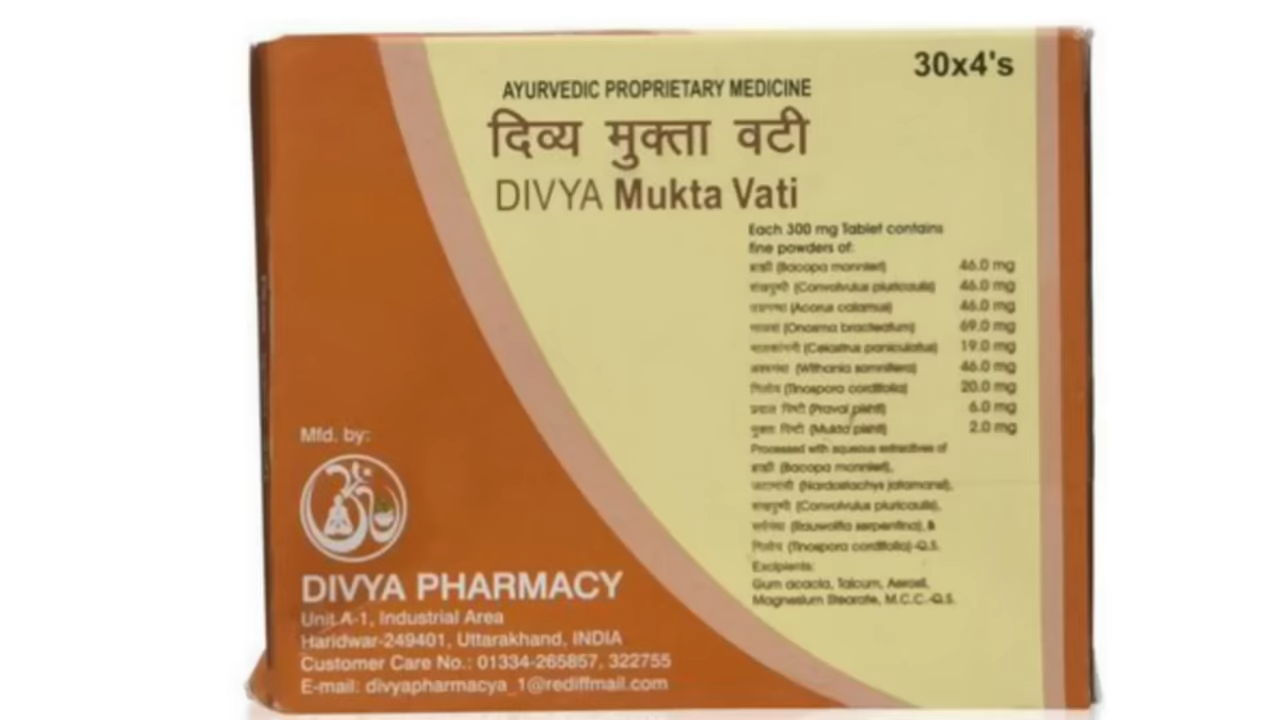 30x4's
AYURVEDIC PROPRIETARY MEDICINE
दिव्य मुक्ता वटी
DIVYA Mukta Vati
Each 300 mg Tablet contains
fine powders of:
(Bacopa monnieri) 46.0 mg
(Convolvulus pluricaulis) 46.0 mg
(Acorus calamus) 46.0 mg
(Onosma bracteatum) 69.0 mg
(Celastrus paniculatus) 19.0 mg
(Withania somnifera) 46.0 mg
गिलोय (Tinospora cordifolia) 20.0 mg
(Praval pishti) 6.0 mg
(Mukta pishti) 2.0 mg
Processed with aqueous extractives of
(Bacopa monnieri),
(Nardostachys jatamansi),
(Convolvulus pluricaulis),
(Rauwolfia serpentina), &
गिलोय (Tinospora cordifolia)-Q.S.
Excipients:
Gum acacia, Talcum, Aerosil,
Magnesium Stearate, M.C.C.-Q.S.
Mfd. by:
DIVYA PHARMACY
Unit A-1, Industrial Area
Haridwar-249401, Uttarakhand, INDIA
Customer Care No.: 01334-265857, 322755
E-mail: divyapharmacya_1@rediffmail.com